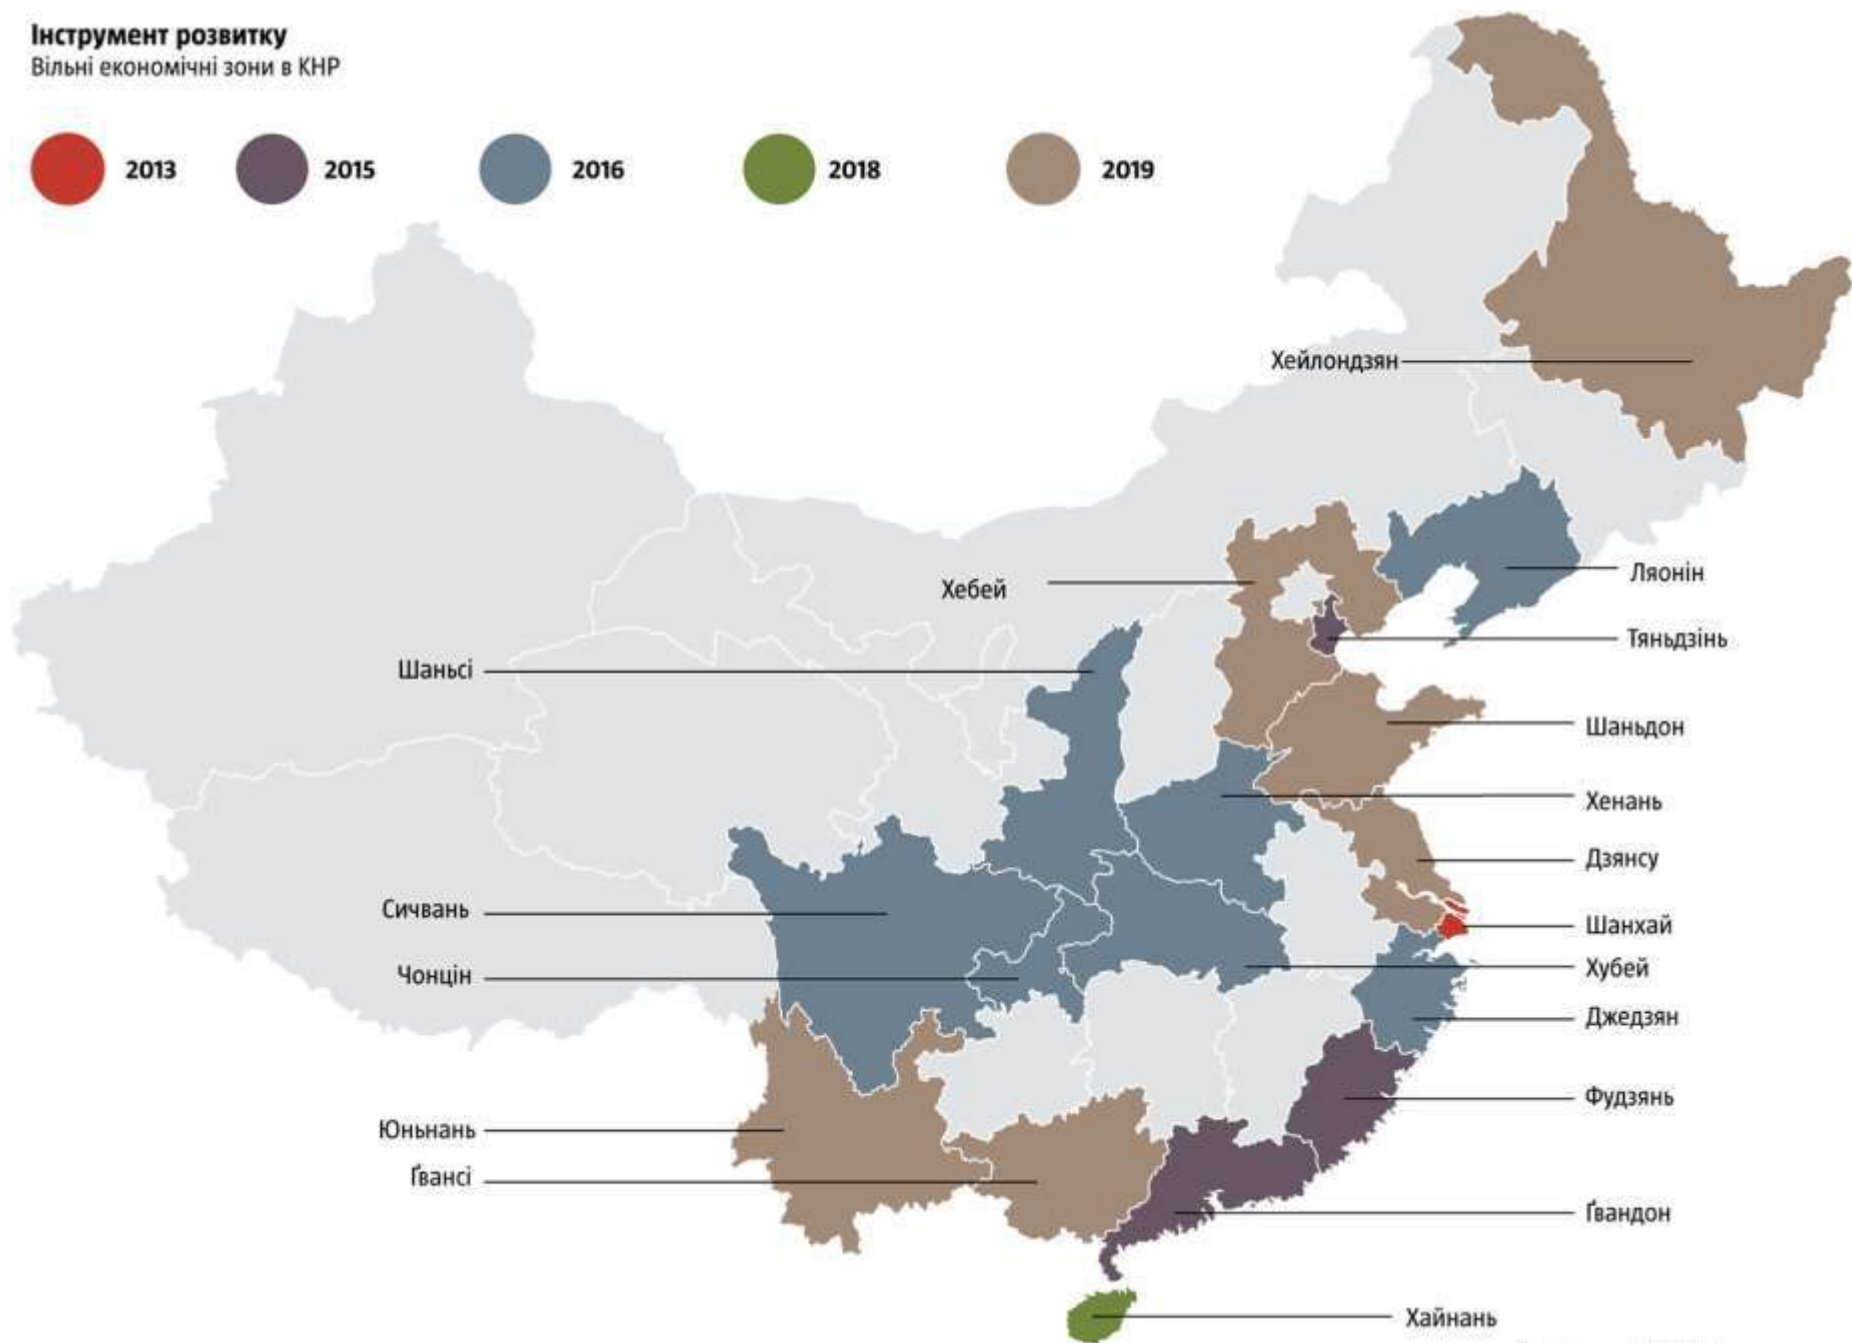 Інструмент розвитку
Вільні економічні зони в КНР
2013
2015
2016
2018
2019
Хейлондзян
Ляонін
Хебей
Тяньдзінь
Шаньсі
Шаньдон
Хенань
Дзянсу
Сичвань
Шанхай
Чонцін
Хубей
Джедзян
Фудзянь
Юньнань
Ґвансі
Ґвандон
Хайнань